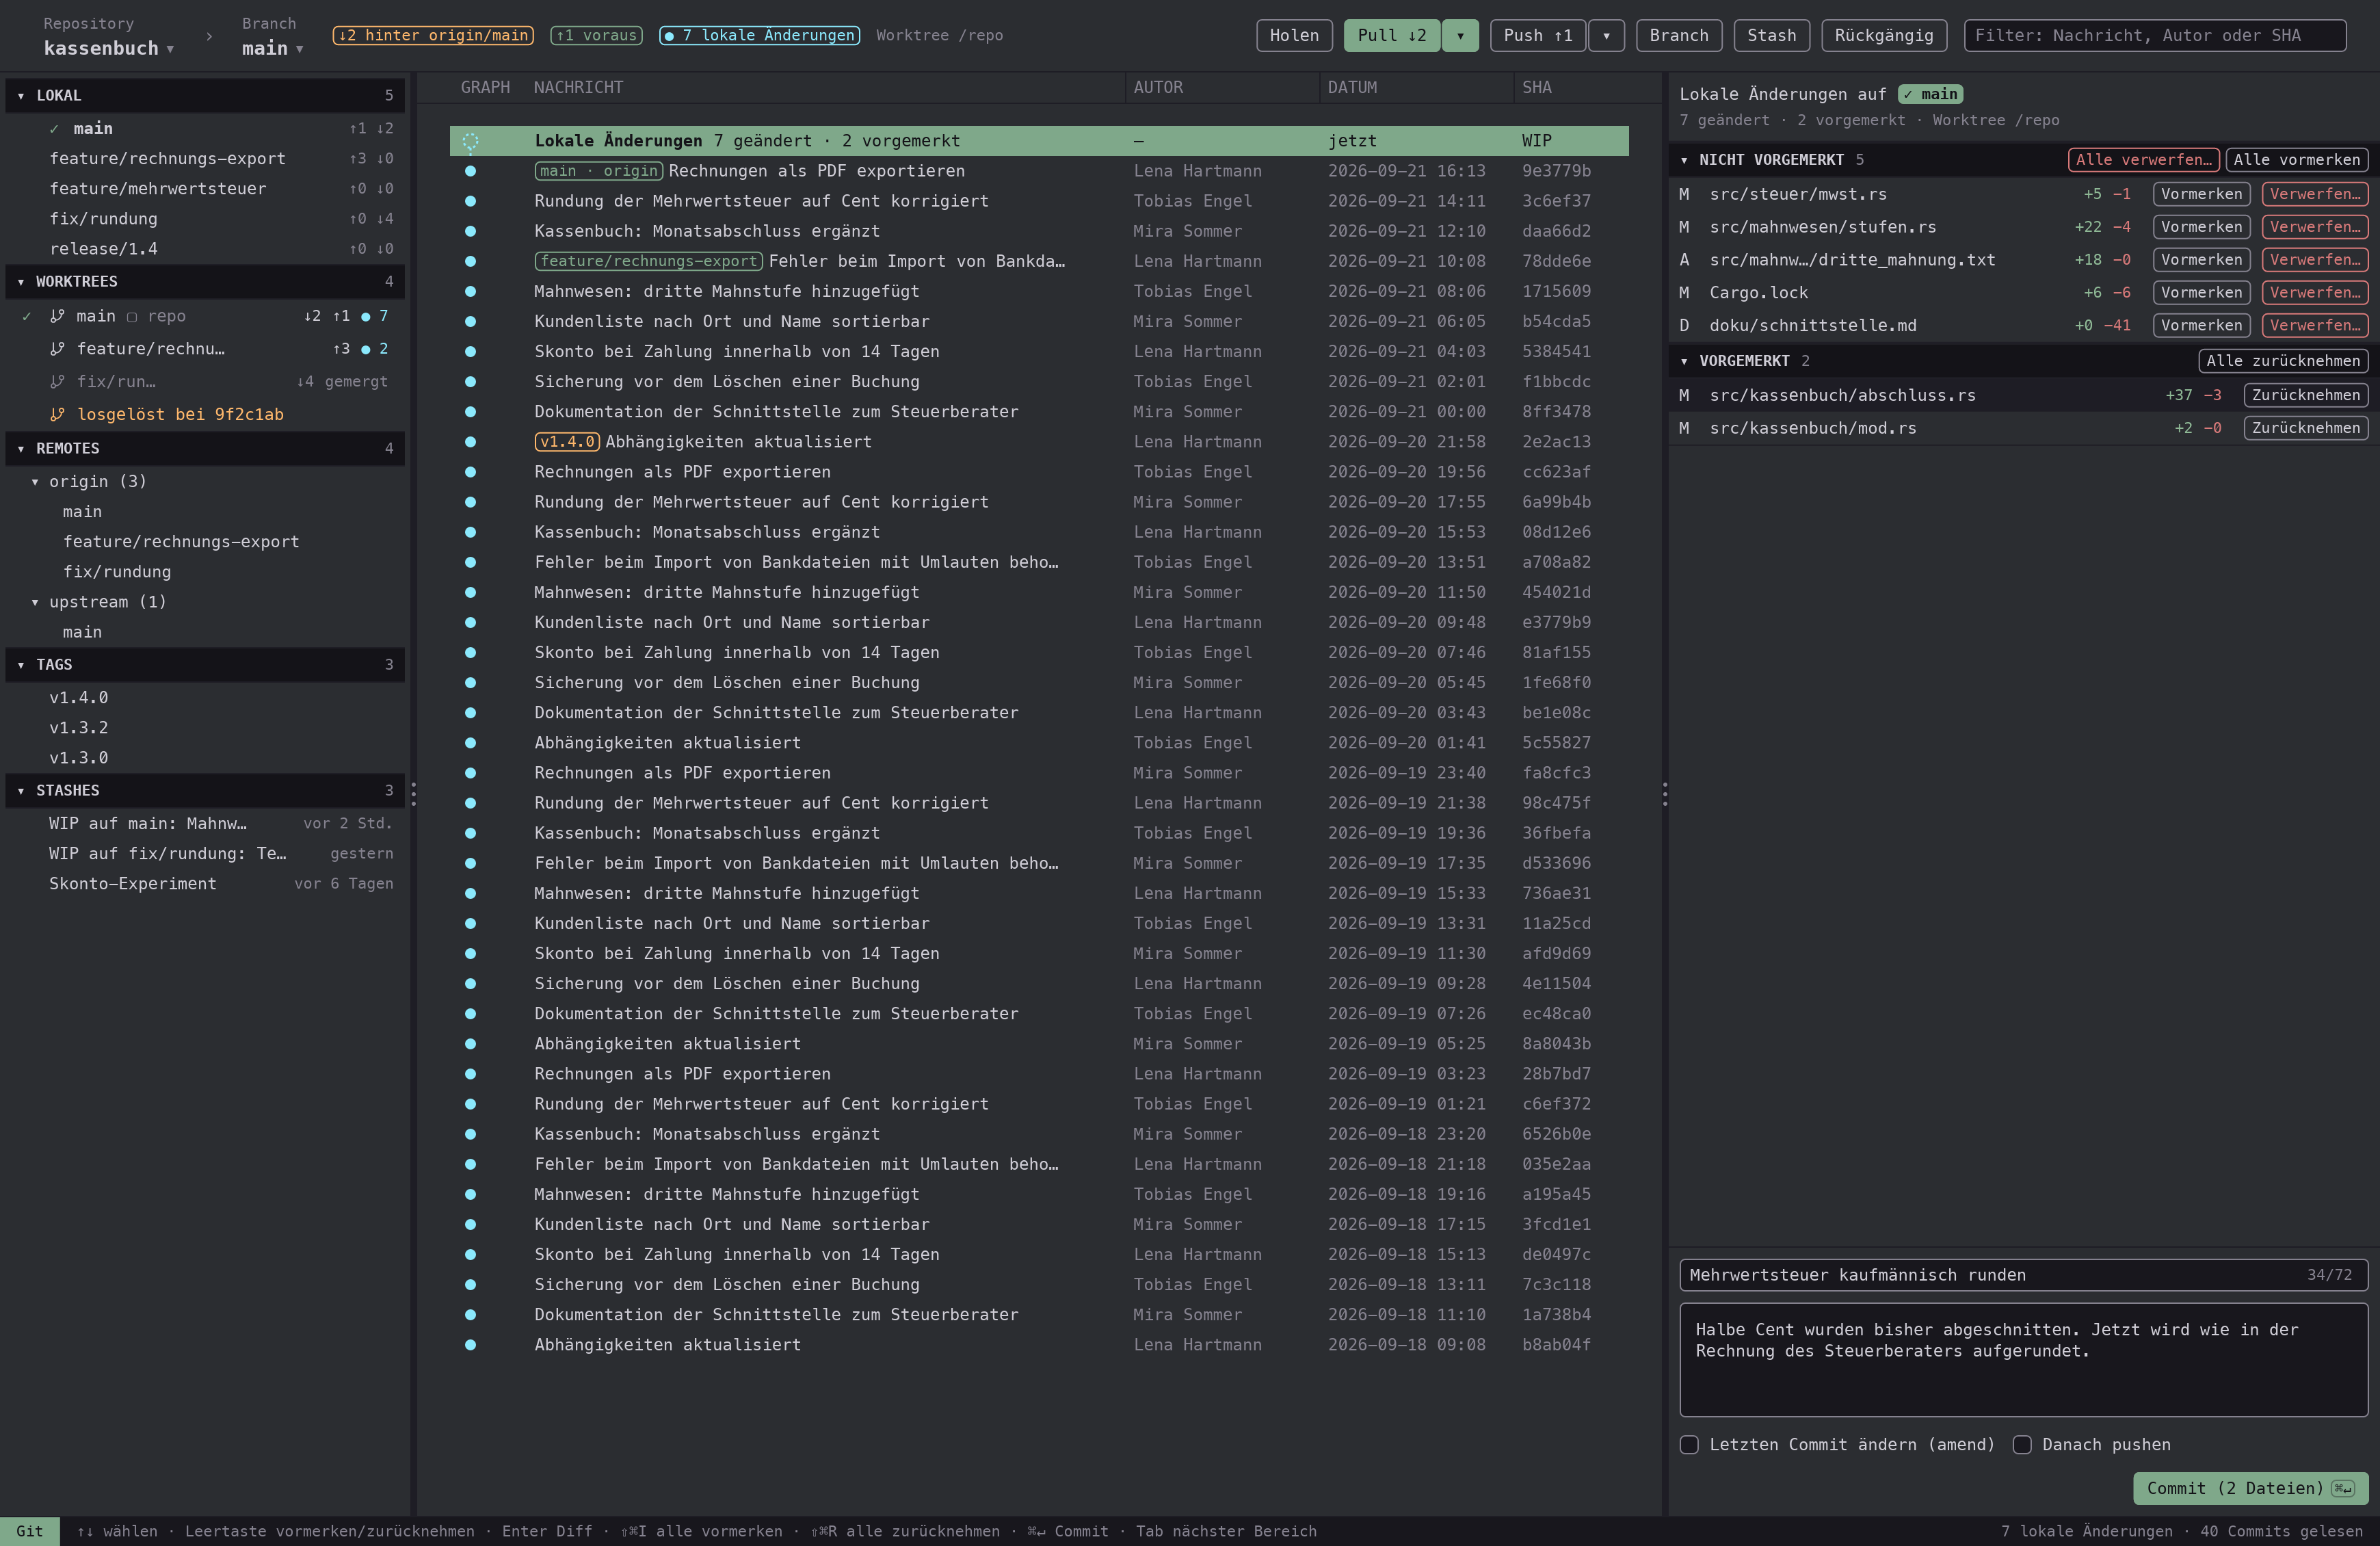 Repository
kassenbuch ▾
›
Branch
main ▾
↓2 hinter origin/main ↑1 voraus ● 7 lokale Änderungen Worktree /repo
Holen Pull ↓2 ▾ Push ↑1 ▾ Branch Stash Rückgängig Filter: Nachricht, Autor oder SHA
▾ LOKAL 5
✓ main ↑1 ↓2
feature/rechnungs-export ↑3 ↓0
feature/mehrwertsteuer ↑0 ↓0
fix/rundung ↑0 ↓4
release/1.4 ↑0 ↓0
▾ WORKTREES 4
✓ main ▢ repo ↓2 ↑1 ● 7
feature/rechnu… ↑3 ● 2
fix/run… ↓4 gemergt
losgelöst bei 9f2c1ab
▾ REMOTES 4
▾ origin (3)
main
feature/rechnungs-export
fix/rundung
▾ upstream (1)
main
▾ TAGS 3
v1.4.0
v1.3.2
v1.3.0
▾ STASHES 3
WIP auf main: Mahnw… vor 2 Std.
WIP auf fix/rundung: Te… gestern
Skonto-Experiment vor 6 Tagen
GRAPH NACHRICHT AUTOR DATUM SHA
Lokale Änderungen 7 geändert · 2 vorgemerkt — jetzt WIP
main · origin Rechnungen als PDF exportieren Lena Hartmann 2026-09-21 16:13 9e3779b
Rundung der Mehrwertsteuer auf Cent korrigiert Tobias Engel 2026-09-21 14:11 3c6ef37
Kassenbuch: Monatsabschluss ergänzt Mira Sommer 2026-09-21 12:10 daa66d2
feature/rechnungs-export Fehler beim Import von Bankda… Lena Hartmann 2026-09-21 10:08 78dde6e
Mahnwesen: dritte Mahnstufe hinzugefügt Tobias Engel 2026-09-21 08:06 1715609
Kundenliste nach Ort und Name sortierbar Mira Sommer 2026-09-21 06:05 b54cda5
Skonto bei Zahlung innerhalb von 14 Tagen Lena Hartmann 2026-09-21 04:03 5384541
Sicherung vor dem Löschen einer Buchung Tobias Engel 2026-09-21 02:01 f1bbcdc
Dokumentation der Schnittstelle zum Steuerberater Mira Sommer 2026-09-21 00:00 8ff3478
v1.4.0 Abhängigkeiten aktualisiert Lena Hartmann 2026-09-20 21:58 2e2ac13
Rechnungen als PDF exportieren Tobias Engel 2026-09-20 19:56 cc623af
Rundung der Mehrwertsteuer auf Cent korrigiert Mira Sommer 2026-09-20 17:55 6a99b4b
Kassenbuch: Monatsabschluss ergänzt Lena Hartmann 2026-09-20 15:53 08d12e6
Fehler beim Import von Bankdateien mit Umlauten beho… Tobias Engel 2026-09-20 13:51 a708a82
Mahnwesen: dritte Mahnstufe hinzugefügt Mira Sommer 2026-09-20 11:50 454021d
Kundenliste nach Ort und Name sortierbar Lena Hartmann 2026-09-20 09:48 e3779b9
Skonto bei Zahlung innerhalb von 14 Tagen Tobias Engel 2026-09-20 07:46 81af155
Sicherung vor dem Löschen einer Buchung Mira Sommer 2026-09-20 05:45 1fe68f0
Dokumentation der Schnittstelle zum Steuerberater Lena Hartmann 2026-09-20 03:43 be1e08c
Abhängigkeiten aktualisiert Tobias Engel 2026-09-20 01:41 5c55827
Rechnungen als PDF exportieren Mira Sommer 2026-09-19 23:40 fa8cfc3
Rundung der Mehrwertsteuer auf Cent korrigiert Lena Hartmann 2026-09-19 21:38 98c475f
Kassenbuch: Monatsabschluss ergänzt Tobias Engel 2026-09-19 19:36 36fbefa
Fehler beim Import von Bankdateien mit Umlauten beho… Mira Sommer 2026-09-19 17:35 d533696
Mahnwesen: dritte Mahnstufe hinzugefügt Lena Hartmann 2026-09-19 15:33 736ae31
Kundenliste nach Ort und Name sortierbar Tobias Engel 2026-09-19 13:31 11a25cd
Skonto bei Zahlung innerhalb von 14 Tagen Mira Sommer 2026-09-19 11:30 afd9d69
Sicherung vor dem Löschen einer Buchung Lena Hartmann 2026-09-19 09:28 4e11504
Dokumentation der Schnittstelle zum Steuerberater Tobias Engel 2026-09-19 07:26 ec48ca0
Abhängigkeiten aktualisiert Mira Sommer 2026-09-19 05:25 8a8043b
Rechnungen als PDF exportieren Lena Hartmann 2026-09-19 03:23 28b7bd7
Rundung der Mehrwertsteuer auf Cent korrigiert Tobias Engel 2026-09-19 01:21 c6ef372
Kassenbuch: Monatsabschluss ergänzt Mira Sommer 2026-09-18 23:20 6526b0e
Fehler beim Import von Bankdateien mit Umlauten beho… Lena Hartmann 2026-09-18 21:18 035e2aa
Mahnwesen: dritte Mahnstufe hinzugefügt Tobias Engel 2026-09-18 19:16 a195a45
Kundenliste nach Ort und Name sortierbar Mira Sommer 2026-09-18 17:15 3fcd1e1
Skonto bei Zahlung innerhalb von 14 Tagen Lena Hartmann 2026-09-18 15:13 de0497c
Sicherung vor dem Löschen einer Buchung Tobias Engel 2026-09-18 13:11 7c3c118
Dokumentation der Schnittstelle zum Steuerberater Mira Sommer 2026-09-18 11:10 1a738b4
Abhängigkeiten aktualisiert Lena Hartmann 2026-09-18 09:08 b8ab04f
Lokale Änderungen auf ✓ main
7 geändert · 2 vorgemerkt · Worktree /repo
▾ NICHT VORGEMERKT 5 Alle verwerfen… Alle vormerken
M src/steuer/mwst.rs +5 −1 Vormerken Verwerfen…
M src/mahnwesen/stufen.rs +22 −4 Vormerken Verwerfen…
A src/mahnw…/dritte_mahnung.txt +18 −0 Vormerken Verwerfen…
M Cargo.lock +6 −6 Vormerken Verwerfen…
D doku/schnittstelle.md +0 −41 Vormerken Verwerfen…
▾ VORGEMERKT 2 Alle zurücknehmen
M src/kassenbuch/abschluss.rs +37 −3 Zurücknehmen
M src/kassenbuch/mod.rs +2 −0 Zurücknehmen
Mehrwertsteuer kaufmännisch runden 34/72
Halbe Cent wurden bisher abgeschnitten. Jetzt wird wie in der
Rechnung des Steuerberaters aufgerundet.
Letzten Commit ändern (amend) Danach pushen
Commit (2 Dateien) ⌘↵
Git ↑↓ wählen · Leertaste vormerken/zurücknehmen · Enter Diff · ⇧⌘I alle vormerken · ⇧⌘R alle zurücknehmen · ⌘↵ Commit · Tab nächster Bereich 7 lokale Änderungen · 40 Commits gelesen